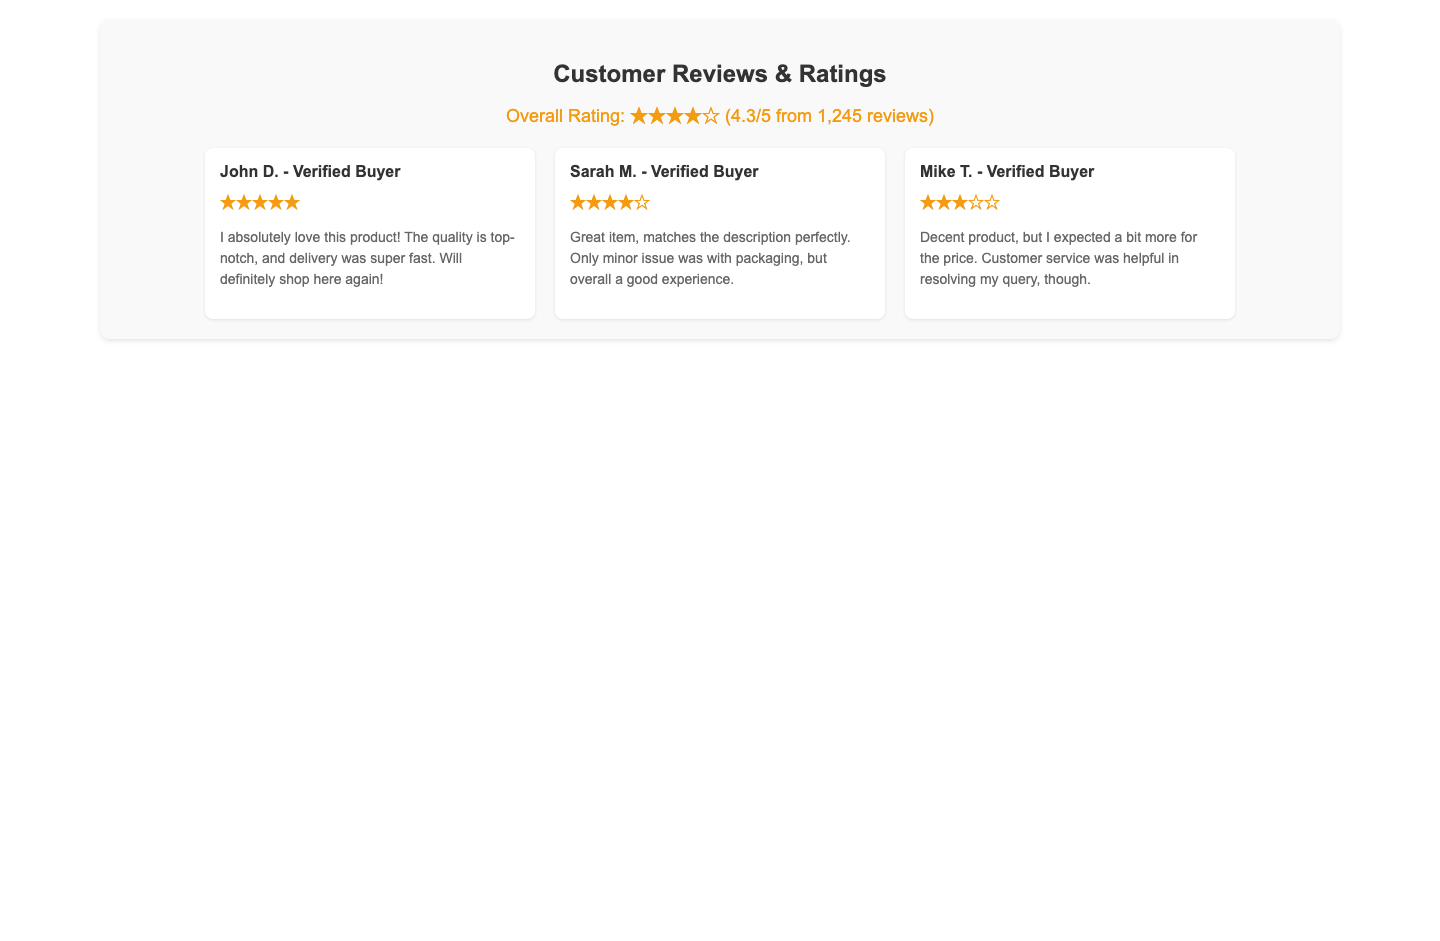 Customer Reviews & Ratings
Overall Rating: ★★★★☆ (4.3/5 from 1,245 reviews)
John D. - Verified Buyer
★★★★★
I absolutely love this product! The quality is top-
notch, and delivery was super fast. Will
definitely shop here again!
Sarah M. - Verified Buyer
★★★★☆
Great item, matches the description perfectly.
Only minor issue was with packaging, but
overall a good experience.
Mike T. - Verified Buyer
★★★☆☆
Decent product, but I expected a bit more for
the price. Customer service was helpful in
resolving my query, though.